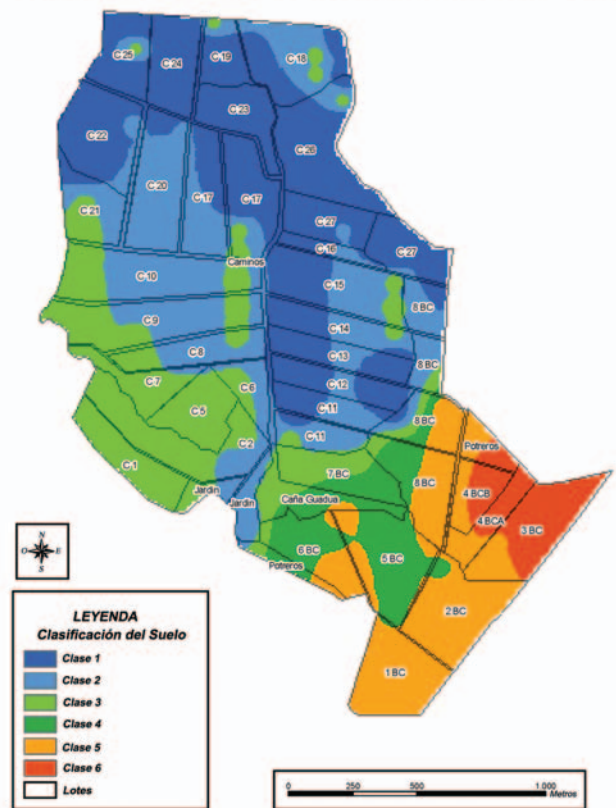 C 25
C 24
C 19
C 18
C 23
C 22
C 26
C 20
C 17
C 17
C 21
C 27
C 16
C 27
Caminos
C 10
C 15
8 BC
C 9
C 14
C 8
C 13
8 BC
C 7
C 6
C 12
C 5
C 11
8 BC
C 2
C 11
Potreros
C 1
7 BC
8 BC
4 BCB
Jardin
Jardin
Caña Guadua
4 BCA
3 BC
6 BC
5 BC
Potreros
2 BC
1 BC
N
O
E
S
LEYENDA
Clasificación del Suelo
Clase 1
Clase 2
Clase 3
Clase 4
Clase 5
Clase 6
Lotes
0 250 500 1.000
Metros